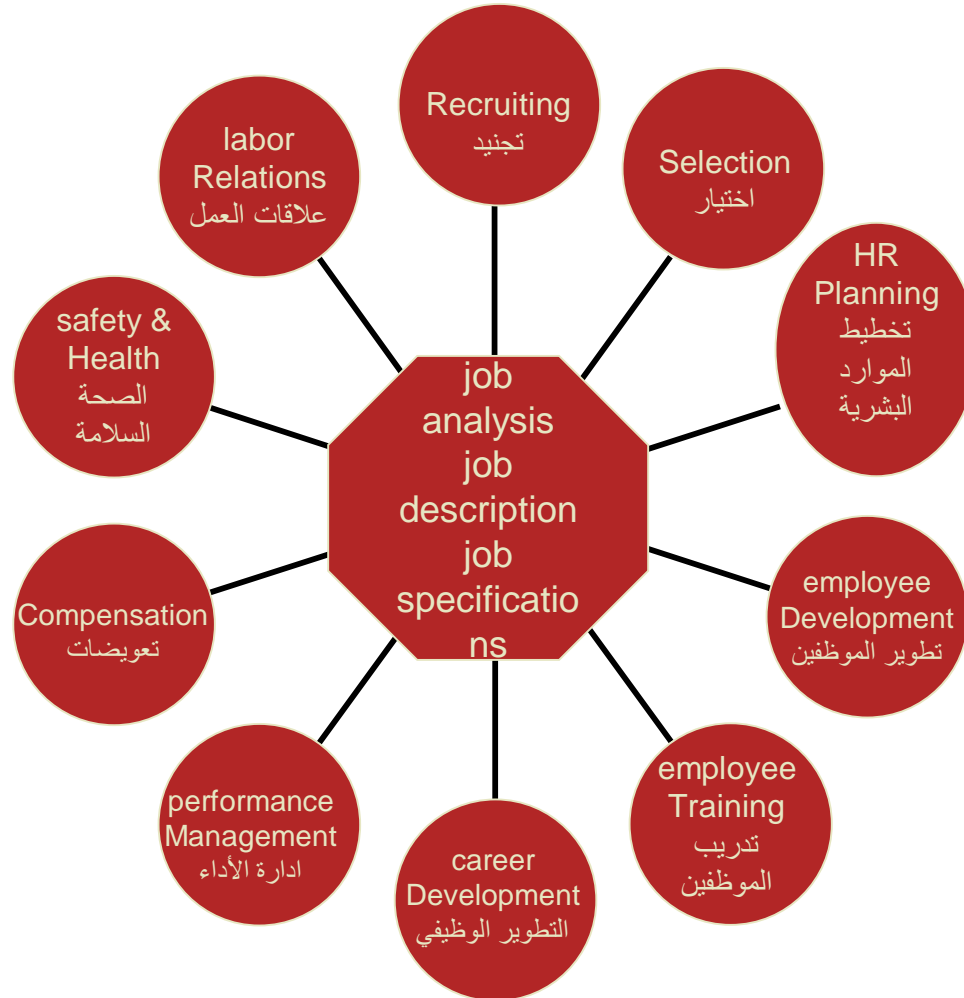 Recruiting
تجنيد
Selection
اختيار
HR
Planning
تخطيط
الموارد
البشرية
employee
Development
تطوير الموظفين
employee
Training
تدريب
الموظفين
career
Development
التطوير الوظيفي
performance
Management
ادارة الأداء
Compensation
تعويضات
safety &
Health
الصحة
السلامة
labor
Relations
علاقات العمل
job
analysis
job
description
job
specificatio
ns